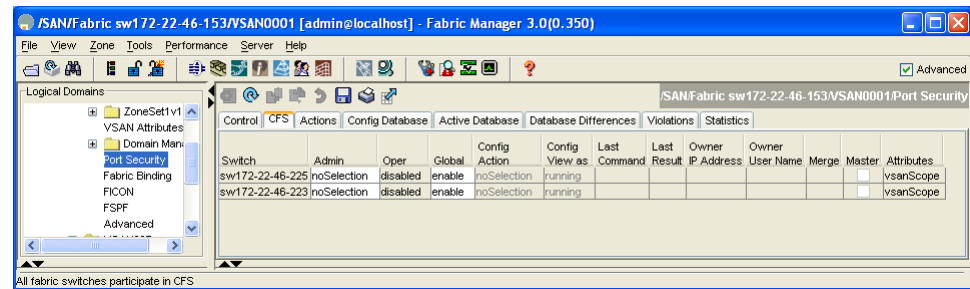 /SAN/Fabric sw172-22-46-153/VSAN0001 [admin@localhost] - Fabric Manager 3.0(0.350)
File View Zone Tools Performance Server Help
Advanced
Logical Domains
/SAN/Fabric sw172-22-46-153/VSAN0001/Port Security
ZoneSet1v1
VSAN Attributes
Domain Mana
Port Security
Fabric Binding
FICON
FSPF
Advanced
Control CFS Actions Config Database Active Database Database Differences Violations Statistics
Config Config Last Last Owner Owner
Switch Admin Oper Global Action View as Command Result IP Address User Name Merge Master Attributes
sw172-22-46-225 noSelection disabled enable noSelection running vsanScope
sw172-22-46-223 noSelection disabled enable noSelection running vsanScope
All fabric switches participate in CFS